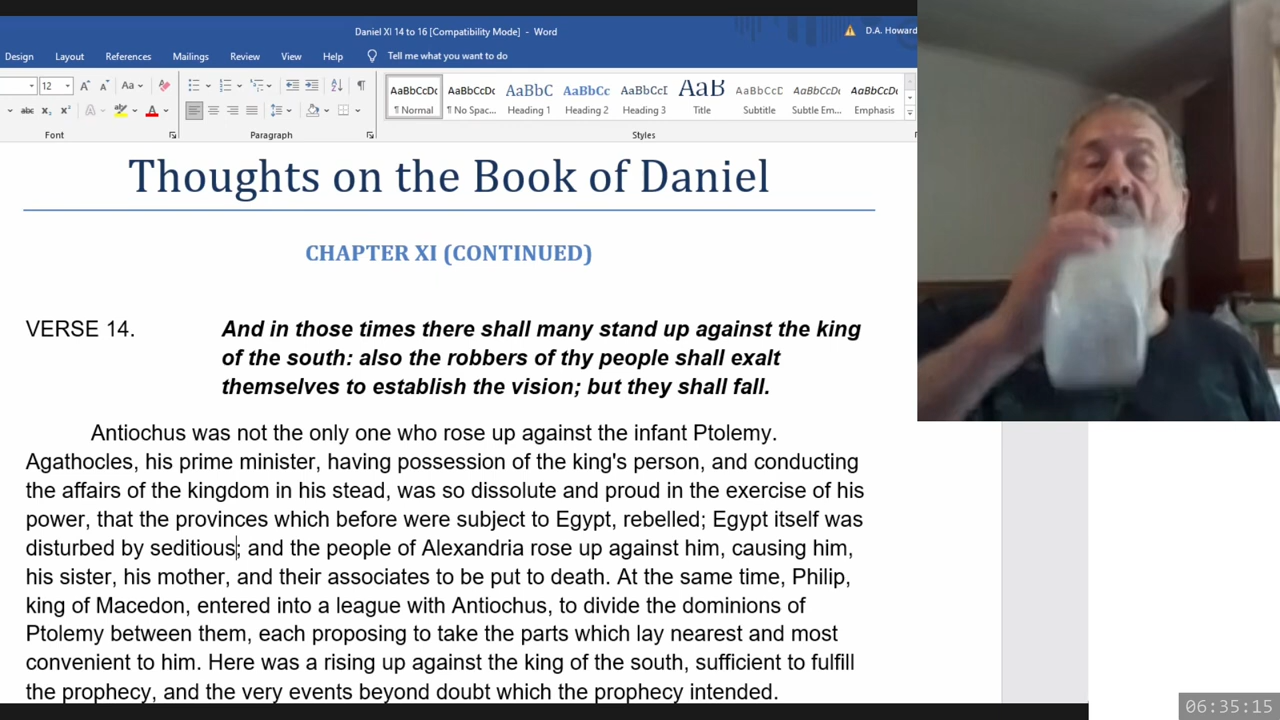 Daniel XI 14 to 16 [Compatibility Mode] - Word
D.A. Howard
Design Layout References Mailings Review View Help Tell me what you want to do
12 Aa
abc X₂ X² A A
AaBbCcDc AaBbCcDc AaBbC AaBbCc AaBbCcI AaB AaBbCcD AaBbCcDc AaBbCcDc
¶ Normal ¶ No Spac... Heading 1 Heading 2 Heading 3 Title Subtitle Subtle Em... Emphasis
Font Paragraph Styles
Thoughts on the Book of Daniel
CHAPTER XI (CONTINUED)
VERSE 14. And in those times there shall many stand up against the king
of the south: also the robbers of thy people shall exalt
themselves to establish the vision; but they shall fall.
Antiochus was not the only one who rose up against the infant Ptolemy.
Agathocles, his prime minister, having possession of the king's person, and conducting
the affairs of the kingdom in his stead, was so dissolute and proud in the exercise of his
power, that the provinces which before were subject to Egypt, rebelled; Egypt itself was
disturbed by seditious; and the people of Alexandria rose up against him, causing him,
his sister, his mother, and their associates to be put to death. At the same time, Philip,
king of Macedon, entered into a league with Antiochus, to divide the dominions of
Ptolemy between them, each proposing to take the parts which lay nearest and most
convenient to him. Here was a rising up against the king of the south, sufficient to fulfill
the prophecy, and the very events beyond doubt which the prophecy intended.
06:35:15